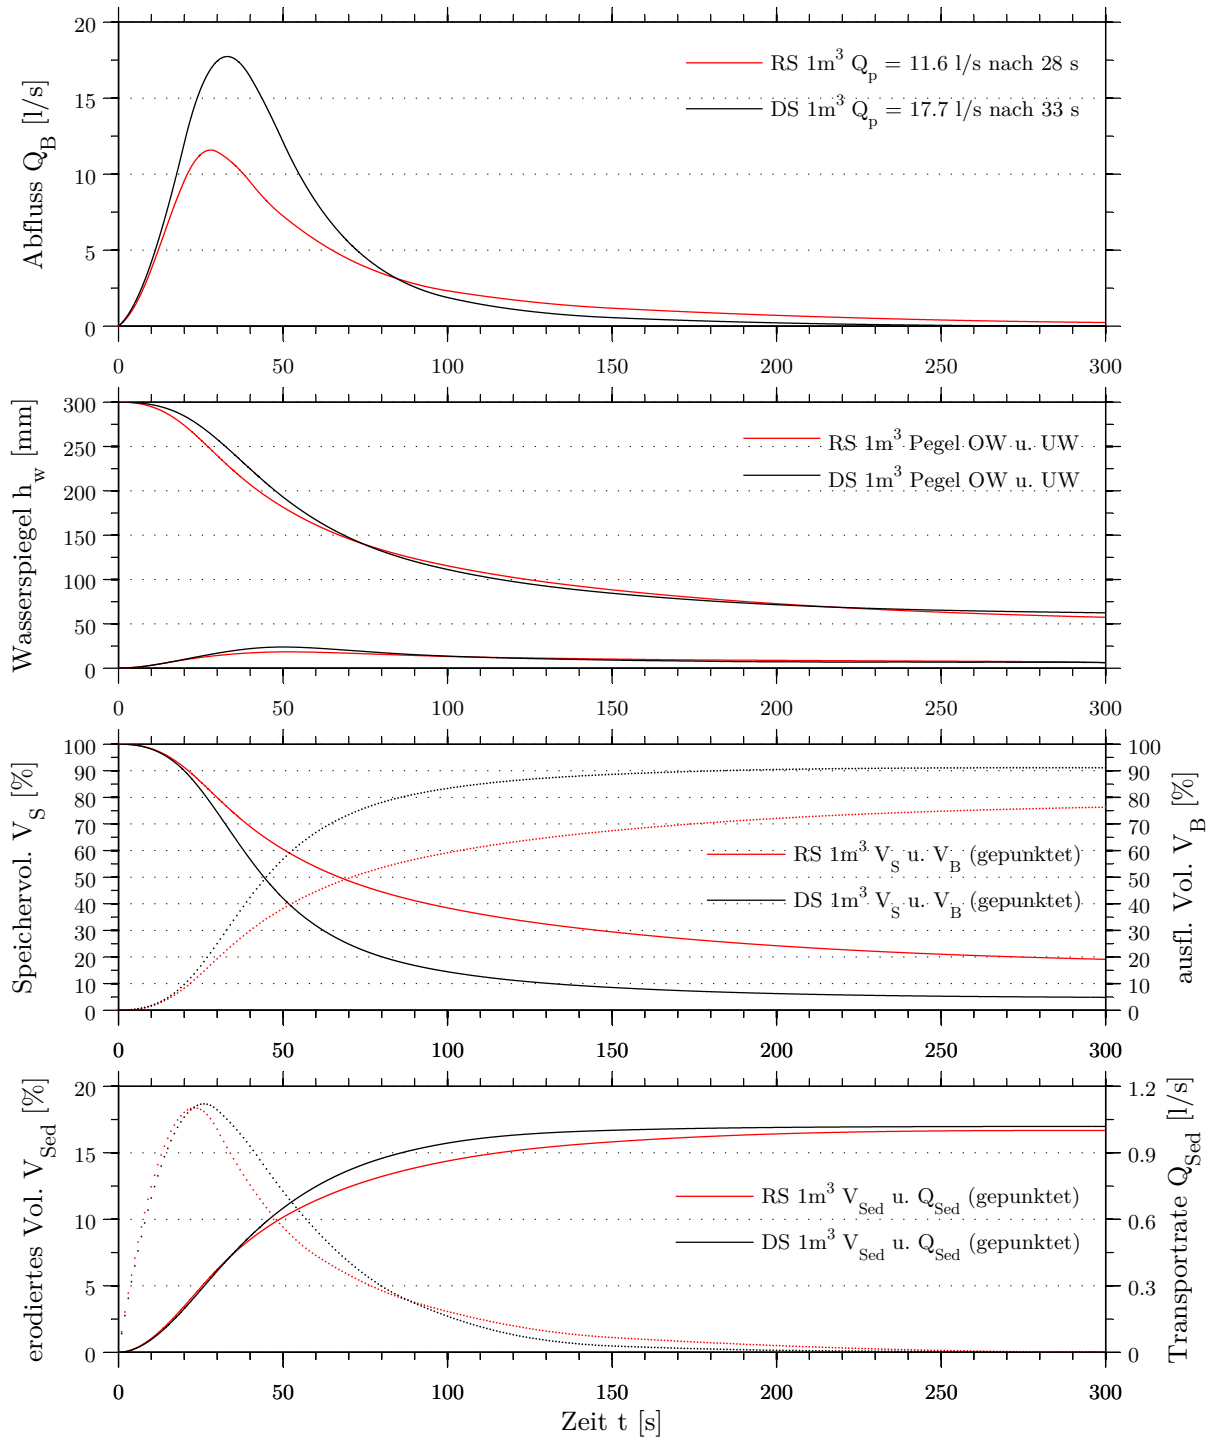 Abfluss Q_B [l/s]
20
15
10
5
0
RS 1m³ Q_p = 11.6 l/s nach 28 s
DS 1m³ Q_p = 17.7 l/s nach 33 s
0 50 100 150 200 250 300
Wasserspiegel h_w [mm]
300
250
200
150
100
50
0
RS 1m³ Pegel OW u. UW
DS 1m³ Pegel OW u. UW
0 50 100 150 200 250 300
Speichervol. V_S [%]
100
90
80
70
60
50
40
30
20
10
0
RS 1m³ V_S u. V_B (gepunktet)
DS 1m³ V_S u. V_B (gepunktet)
100
90
80
70
60
50
40
30
20
10
0
ausfl. Vol. V_B [%]
0 50 100 150 200 250 300
erodiertes Vol. V_Sed [%]
20
15
10
5
0
RS 1m³ V_Sed u. Q_Sed (gepunktet)
DS 1m³ V_Sed u. Q_Sed (gepunktet)
1.2
0.9
0.6
0.3
0
Transportrate Q_Sed [l/s]
0 50 100 150 200 250 300
Zeit t [s]